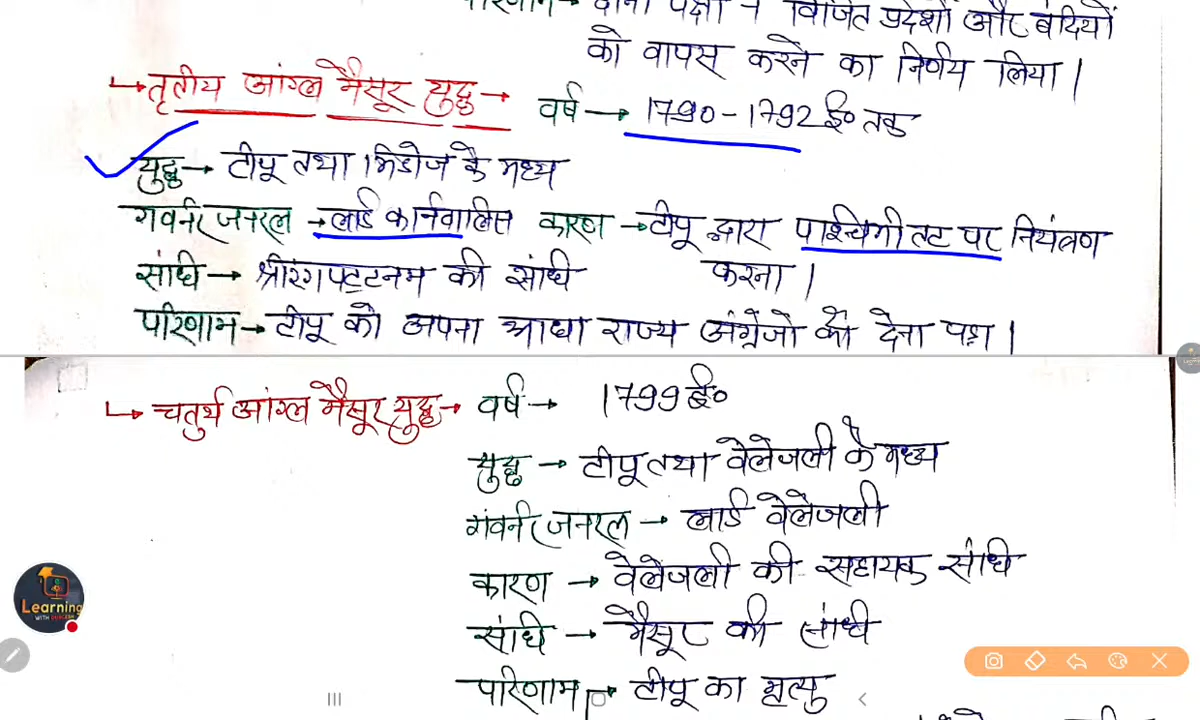 परिणाम → दोनो पक्षो ने विजित प्रदेशों और बंदियों
को वापस करने का निर्णय लिया।
↳ तृतीय आंग्ल मैसूर युद्ध → वर्ष → 1790 - 1792 ई० तक
युद्ध → टीपू तथा मिडोज के मध्य
गवर्नर जनरल → लार्ड कार्नवालिस कारण → टीपू द्वारा पाश्चिमी तट पर नियंत्रण
संधि → श्रीरंगपट्टनम की संधि करना।
परिणाम → टीपू को अपना आधा राज्य अंग्रेजो को देना पड़ा।
↳ चतुर्थ आंग्ल मैसूर युद्ध → वर्ष → 1799 ई०
युद्ध → टीपू तथा वेलेजली के मध्य
गवर्नर जनरल → लार्ड वेलेजली
कारण → वेलेजली की सहायक संधि
संधि → मैसूर की संधि
परिणाम → टीपू का मृत्यु
Learning
WITH